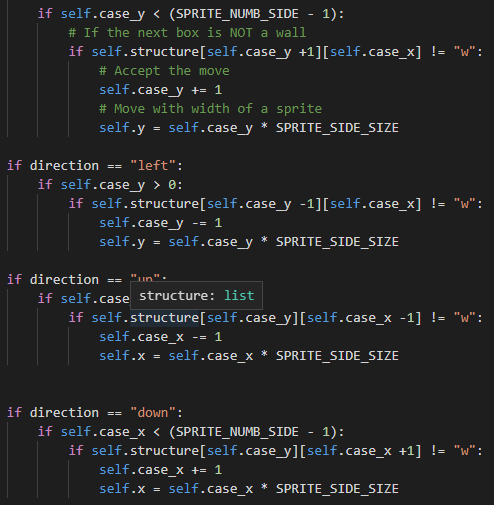 if self.case_y < (SPRITE_NUMB_SIDE - 1):
# If the next box is NOT a wall
if self.structure[self.case_y +1][self.case_x] != "w":
# Accept the move
self.case_y += 1
# Move with width of a sprite
self.y = self.case_y * SPRITE_SIDE_SIZE
if direction == "left":
if self.case_y > 0:
if self.structure[self.case_y -1][self.case_x] != "w":
self.case_y -= 1
self.y = self.case_y * SPRITE_SIDE_SIZE
if direction == "up":
if self.case
structure: list
if self.structure[self.case_y][self.case_x -1] != "w":
self.case_x -= 1
self.x = self.case_x * SPRITE_SIDE_SIZE
if direction == "down":
if self.case_x < (SPRITE_NUMB_SIDE - 1):
if self.structure[self.case_y][self.case_x +1] != "w":
self.case_x += 1
self.x = self.case_x * SPRITE_SIDE_SIZE